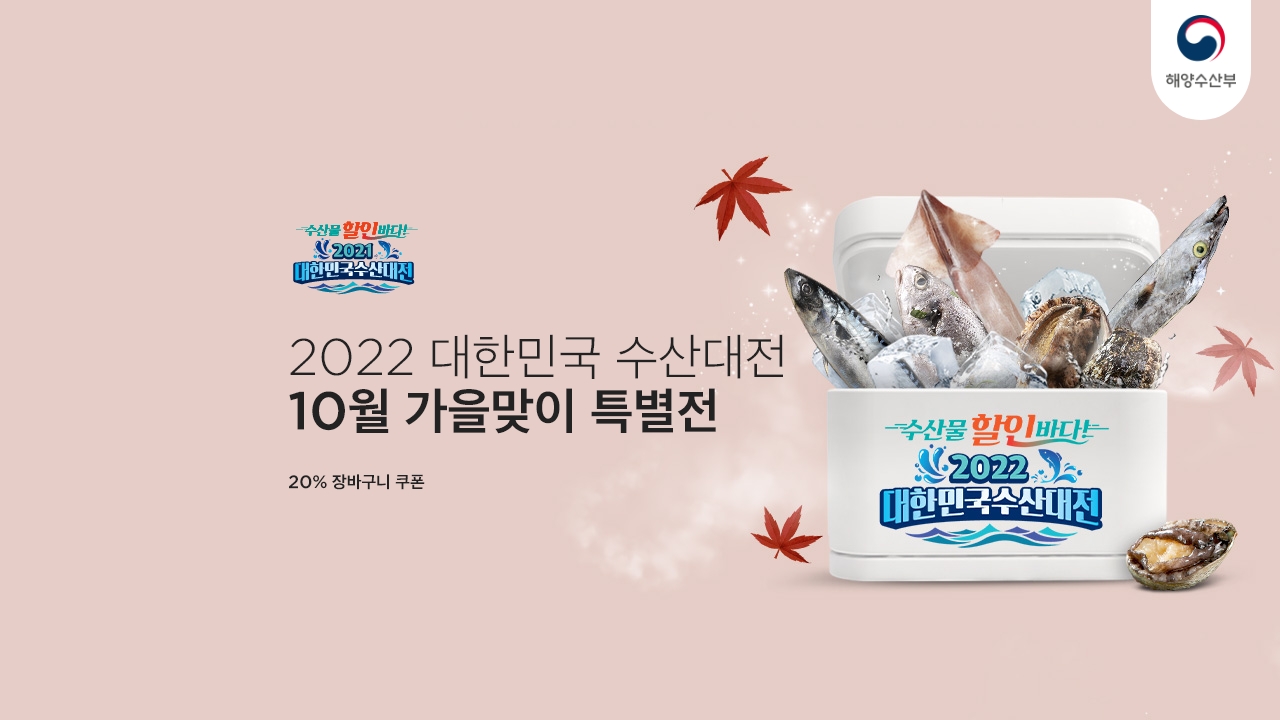 해양수산부
수산물 할인바다!
2021
대한민국수산대전
2022 대한민국 수산대전
10월 가을맞이 특별전
20% 장바구니 쿠폰
수산물 할인바다!
2022
대한민국수산대전